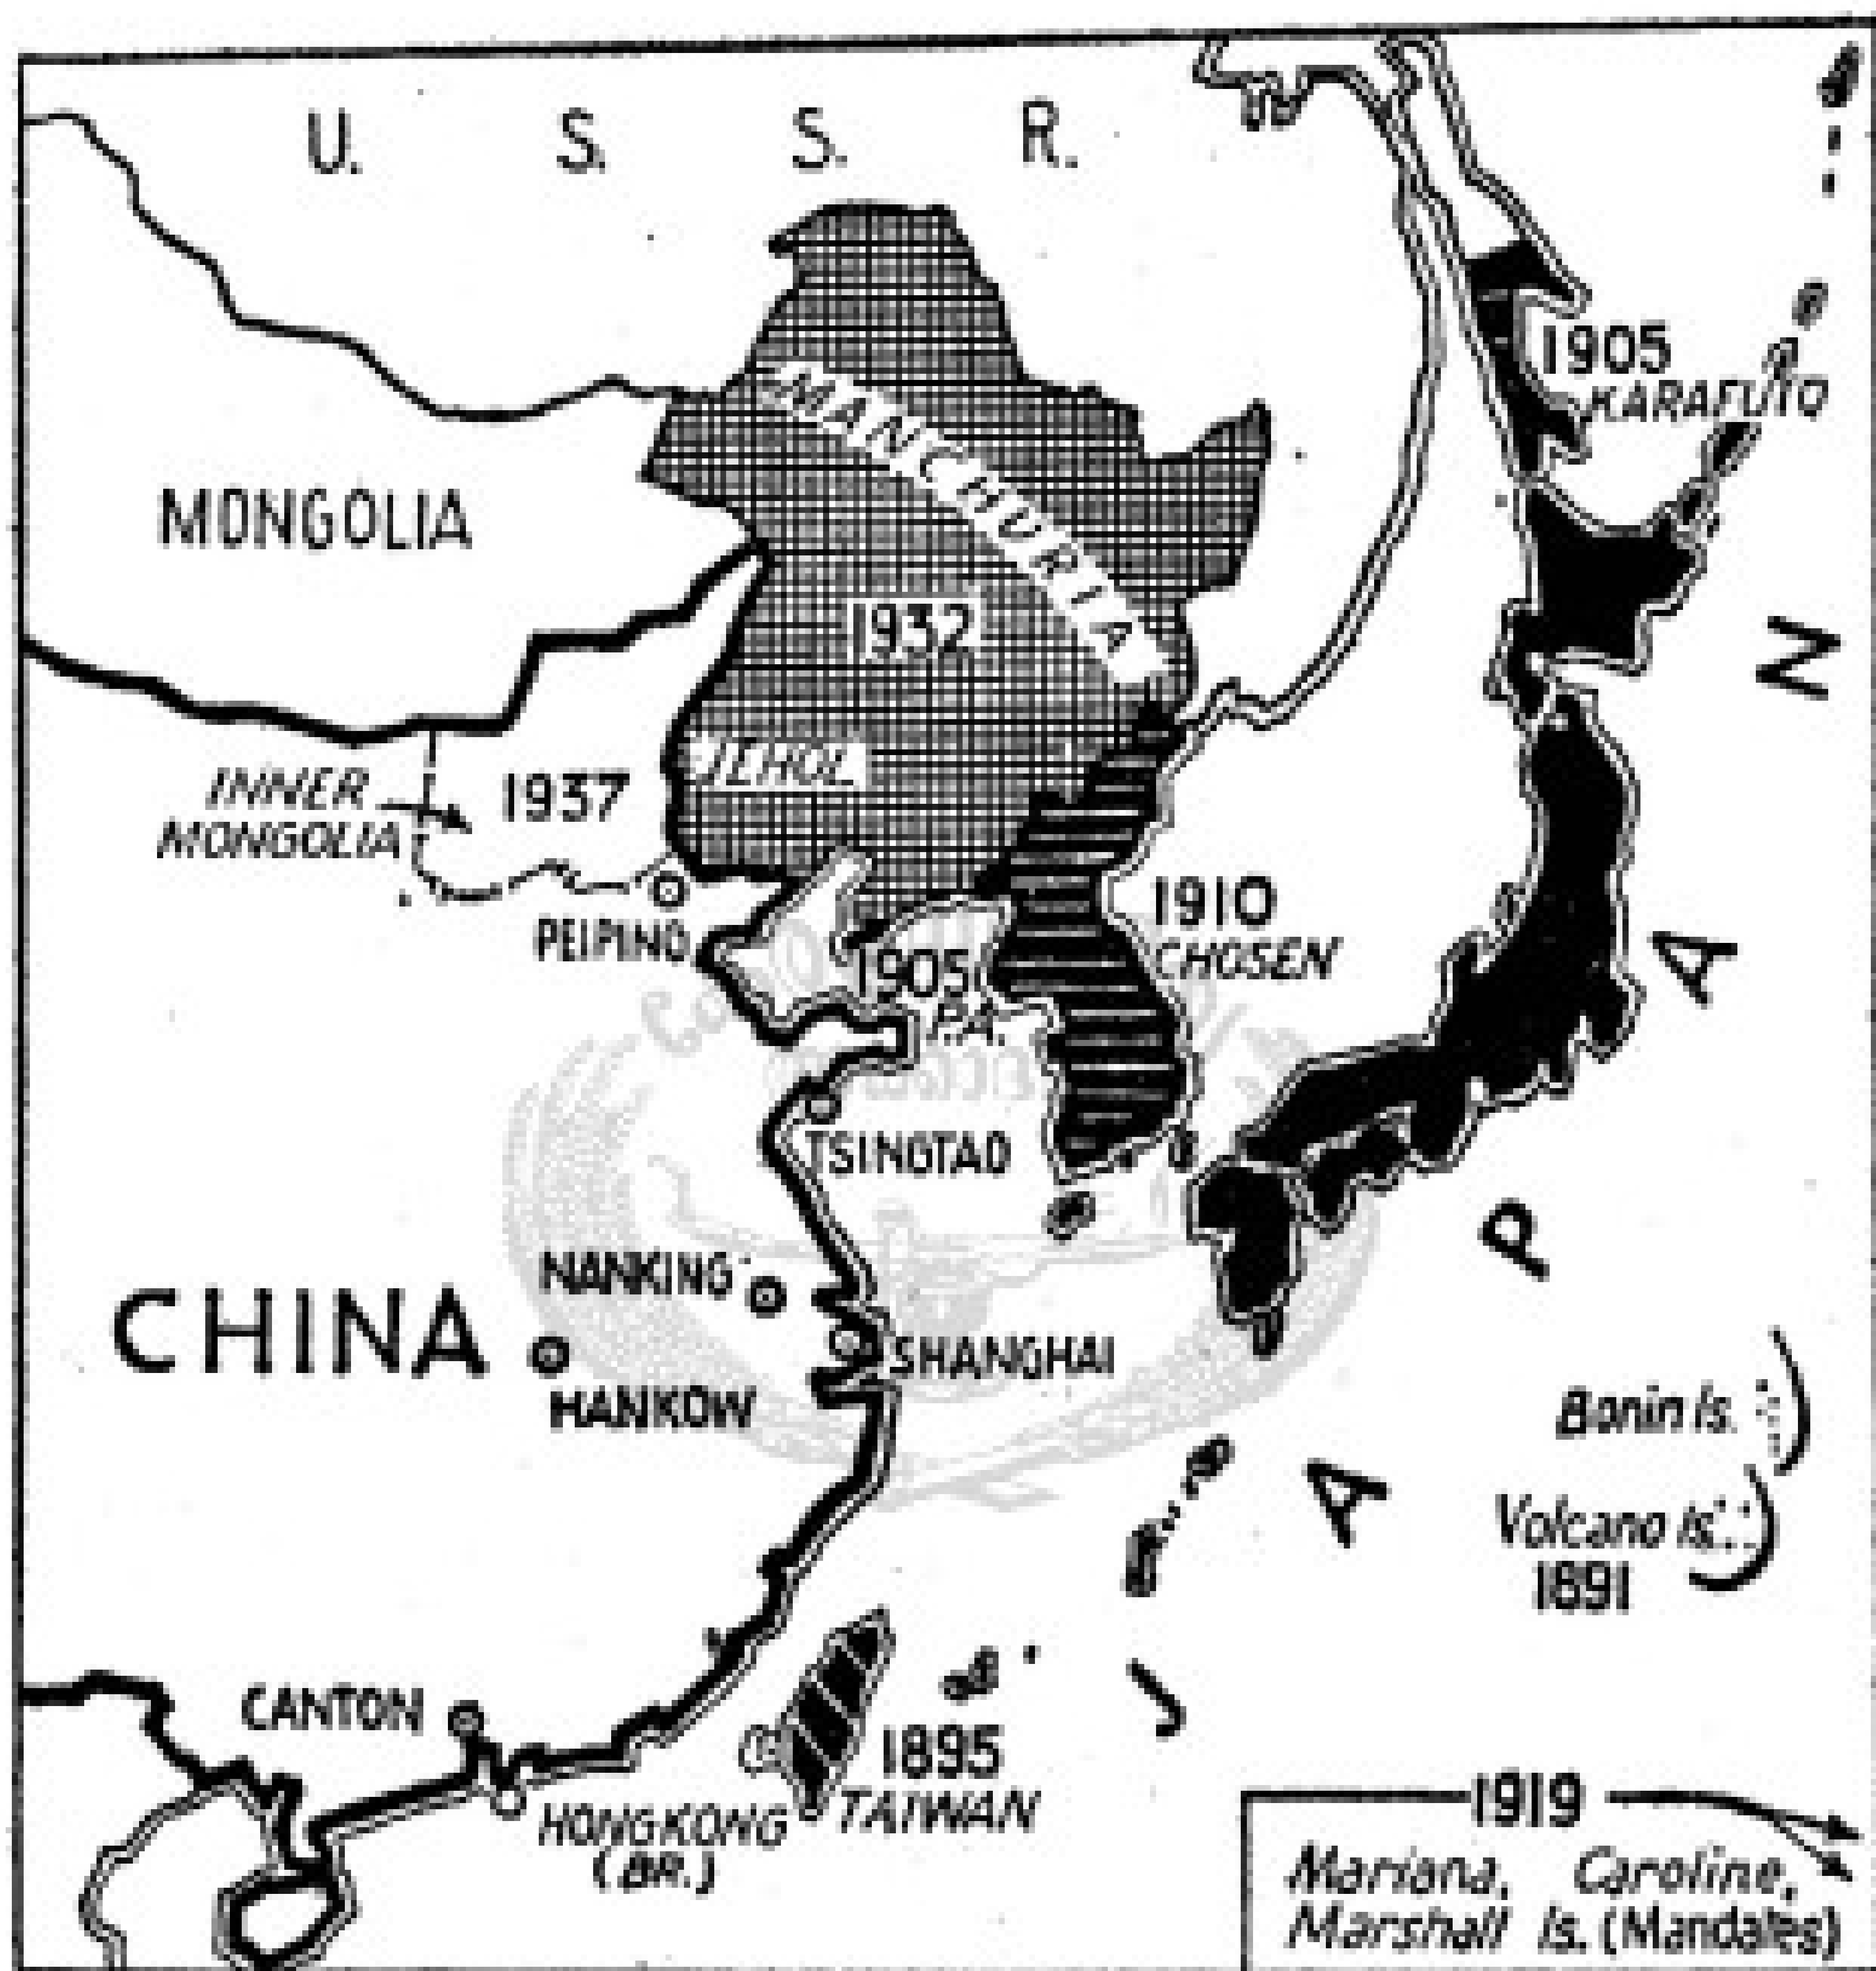 U. S. S. R.
1905
KARAFUTO
MANCHURIA
MONGOLIA
1932
JEHOL
INNER
MONGOLIA
1937
PEIPING
1910
CHOSEN
1905
P.A.
TSINGTAO
NANKING
CHINA
SHANGHAI
HANKOW
JAPAN
Bonin Is.
Volcano Is.
1891
CANTON
1895
TAIWAN
HONGKONG
(BR.)
1919
Mariana, Caroline,
Marshall Is. (Mandates)